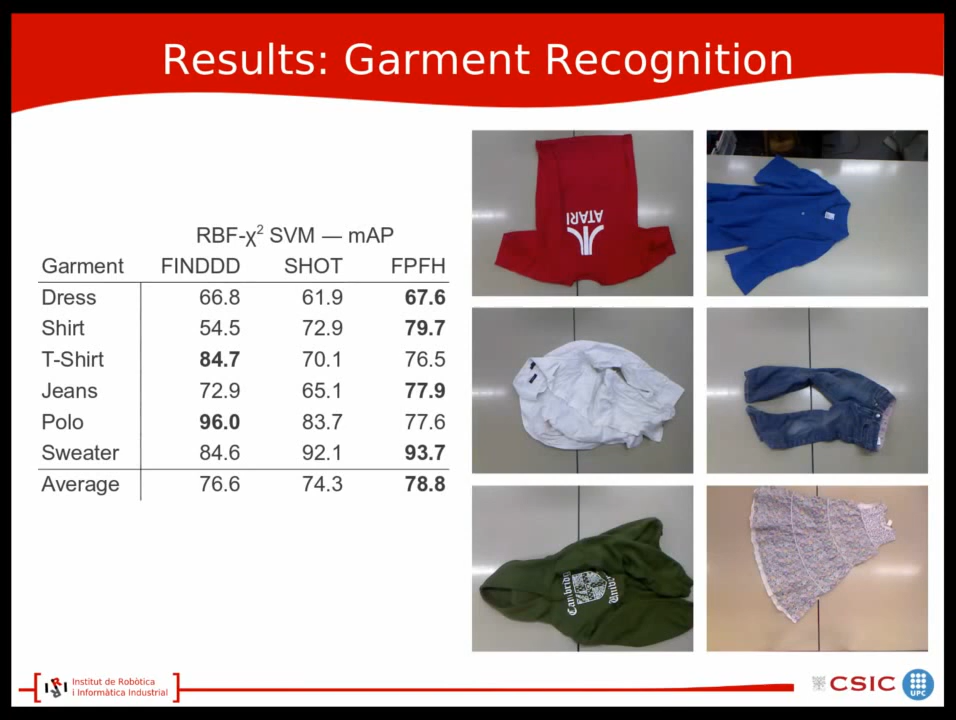 Results: Garment Recognition
RBF-χ² SVM — mAP
Garment FINDDD SHOT FPFH
Dress 66.8 61.9 67.6
Shirt 54.5 72.9 79.7
T-Shirt 84.7 70.1 76.5
Jeans 72.9 65.1 77.9
Polo 96.0 83.7 77.6
Sweater 84.6 92.1 93.7
Average 76.6 74.3 78.8
ATARI
Institut de Robòtica
i Informàtica Industrial
CSIC
UPC